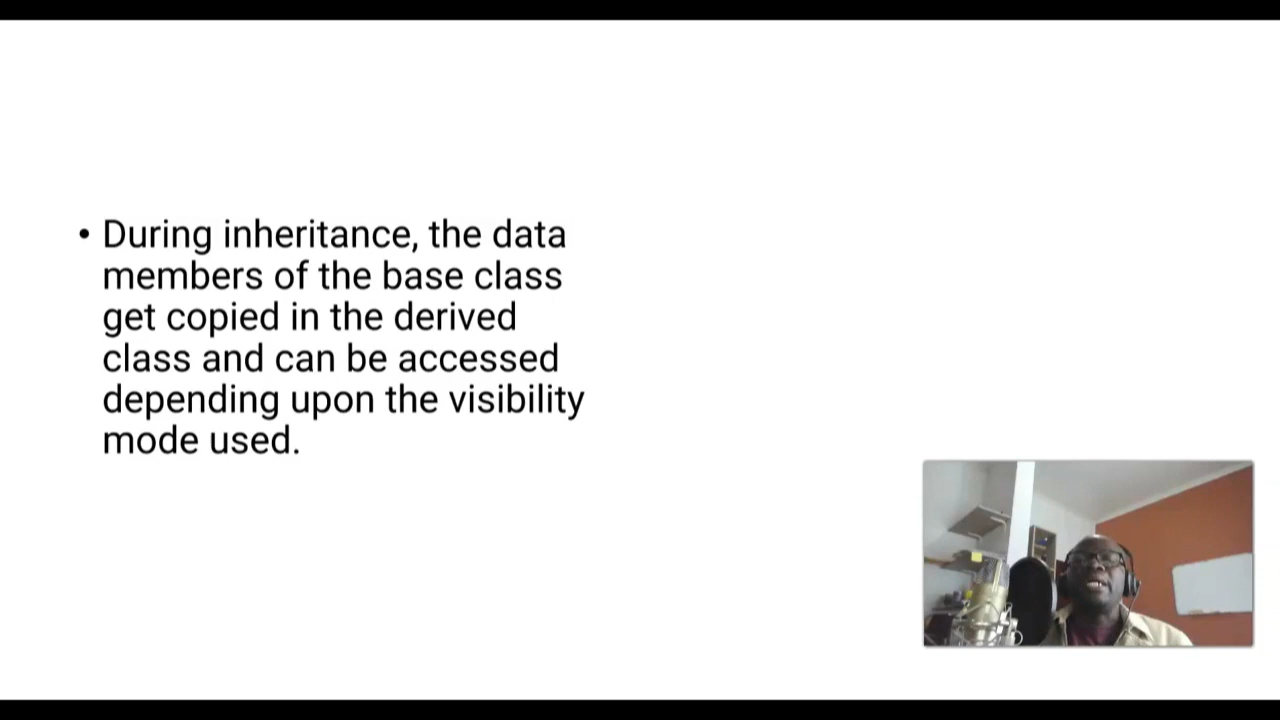 • During inheritance, the data
members of the base class
get copied in the derived
class and can be accessed
depending upon the visibility
mode used.